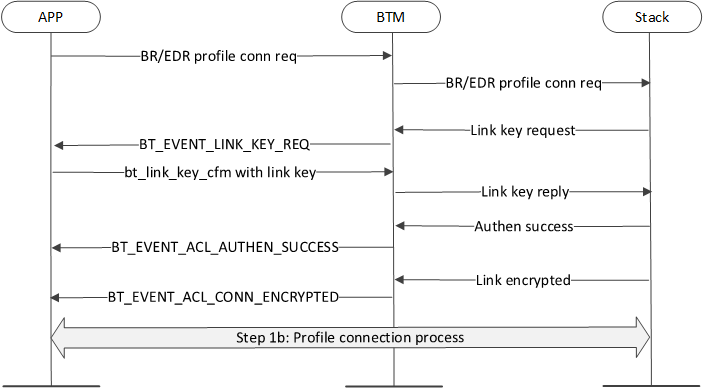 APP
BTM
Stack
BR/EDR profile conn req
BR/EDR profile conn req
Link key request
BT_EVENT_LINK_KEY_REQ
bt_link_key_cfm with link key
Link key reply
Authen success
BT_EVENT_ACL_AUTHEN_SUCCESS
Link encrypted
BT_EVENT_ACL_CONN_ENCRYPTED
Step 1b: Profile connection process